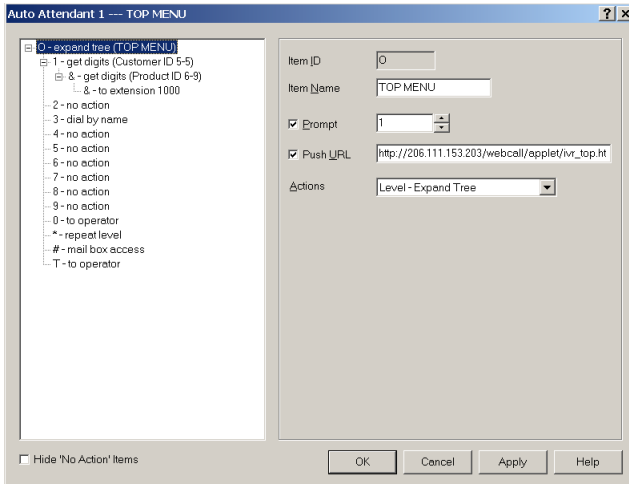 Auto Attendant 1 --- TOP MENU
O - expand tree (TOP MENU)
1 - get digits (Customer ID 5-5)
& - get digits (Product ID 6-9)
& - to extension 1000
2 - no action
3 - dial by name
4 - no action
5 - no action
6 - no action
7 - no action
8 - no action
9 - no action
0 - to operator
* - repeat level
# - mail box access
T - to operator
Item ID O
Item Name TOP MENU
Prompt 1
Push URL http://206.111.153.203/webcall/applet/ivr_top.ht
Actions Level - Expand Tree
Hide 'No Action' Items
OK Cancel Apply Help